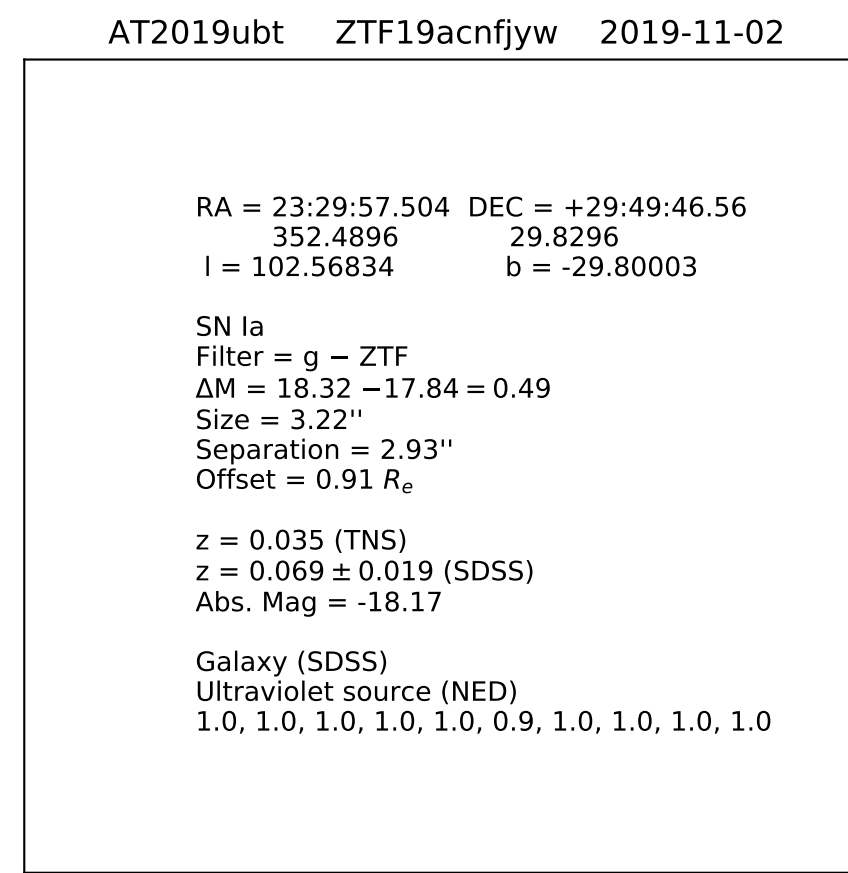 AT2019ubt ZTF19acnfjyw 2019-11-02
RA = 23:29:57.504 DEC = +29:49:46.56
352.4896 29.8296
l = 102.56834 b = -29.80003
SN Ia
Filter = g − ZTF
ΔM = 18.32 −17.84 = 0.49
Size = 3.22''
Separation = 2.93''
Offset = 0.91 Rₑ
z = 0.035 (TNS)
z = 0.069 ± 0.019 (SDSS)
Abs. Mag = -18.17
Galaxy (SDSS)
Ultraviolet source (NED)
1.0, 1.0, 1.0, 1.0, 1.0, 0.9, 1.0, 1.0, 1.0, 1.0